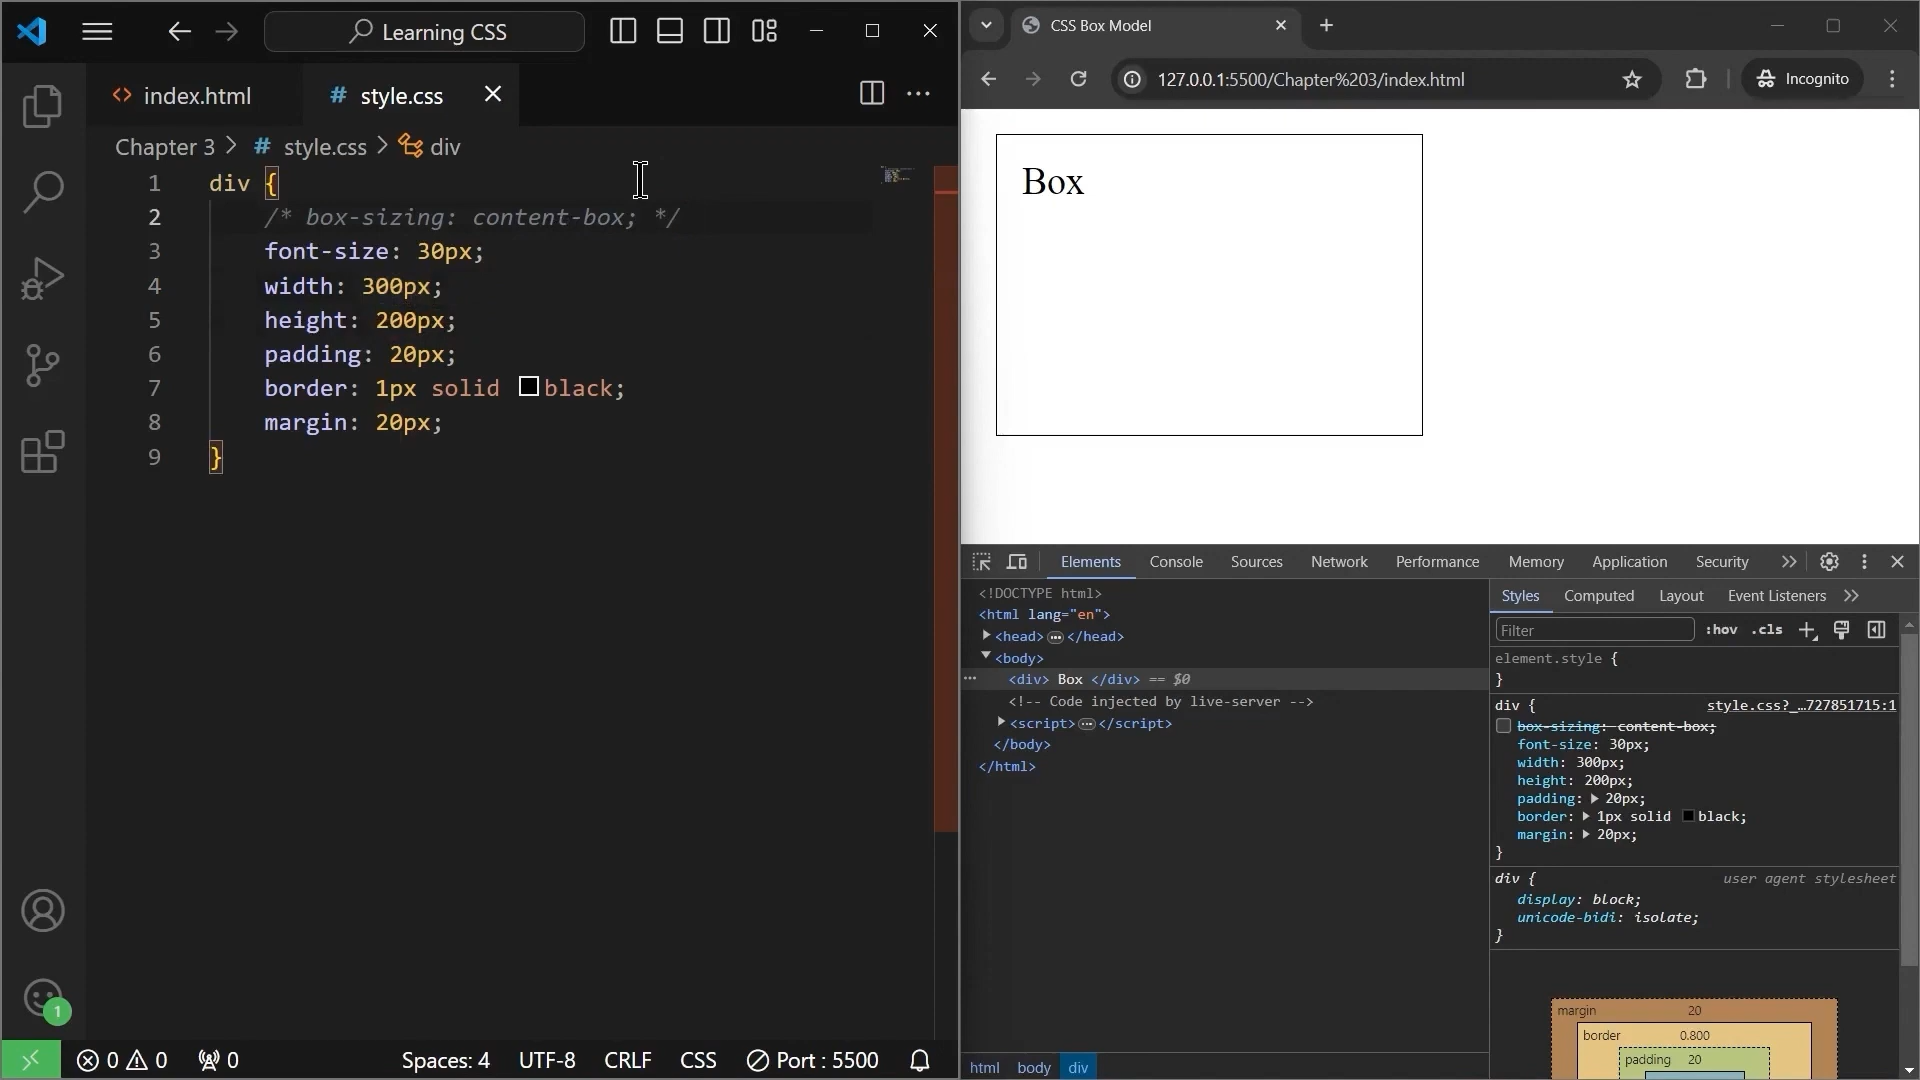 Learning CSS
index.html
style.css
Chapter 3 > # style.css > div
1 div {
2 /* box-sizing: content-box; */
3 font-size: 30px;
4 width: 300px;
5 height: 200px;
6 padding: 20px;
7 border: 1px solid black;
8 margin: 20px;
9 }
1
0 0 0 Spaces: 4 UTF-8 CRLF CSS Port : 5500
CSS Box Model
127.0.0.1:5500/Chapter%203/index.html
Incognito
Box
Elements Console Sources Network Performance Memory Application Security
<!DOCTYPE html>
<html lang="en">
<head> ... </head>
<body>
<div> Box </div> == $0
<!-- Code injected by live-server -->
<script> ... </script>
</body>
</html>
html body div
Styles Computed Layout Event Listeners
Filter :hov .cls
element.style {
}
div { style.css?_…727851715:1
box-sizing: content-box;
font-size: 30px;
width: 300px;
height: 200px;
padding: 20px;
border: 1px solid black;
margin: 20px;
}
div { user agent stylesheet
display: block;
unicode-bidi: isolate;
}
margin 20
border 0.800
padding 20